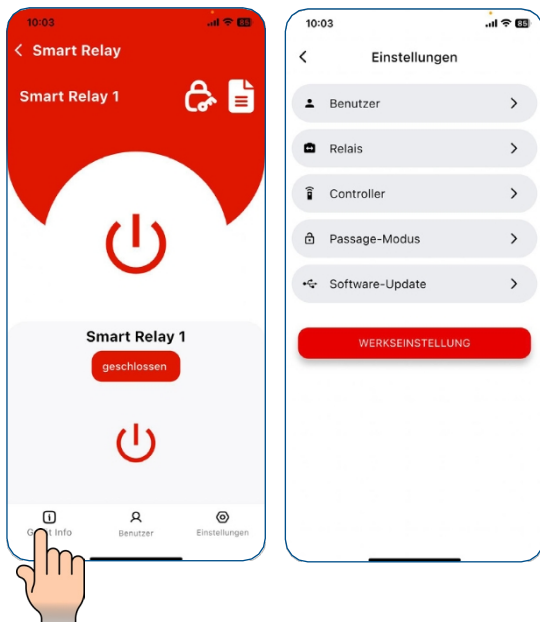 10:03
85
Smart Relay
Smart Relay 1
Smart Relay 1
geschlossen
Info
Benutzer
Einstellungen
10:03
85
Einstellungen
Benutzer
Relais
Controller
Passage-Modus
Software-Update
WERKSEINSTELLUNG